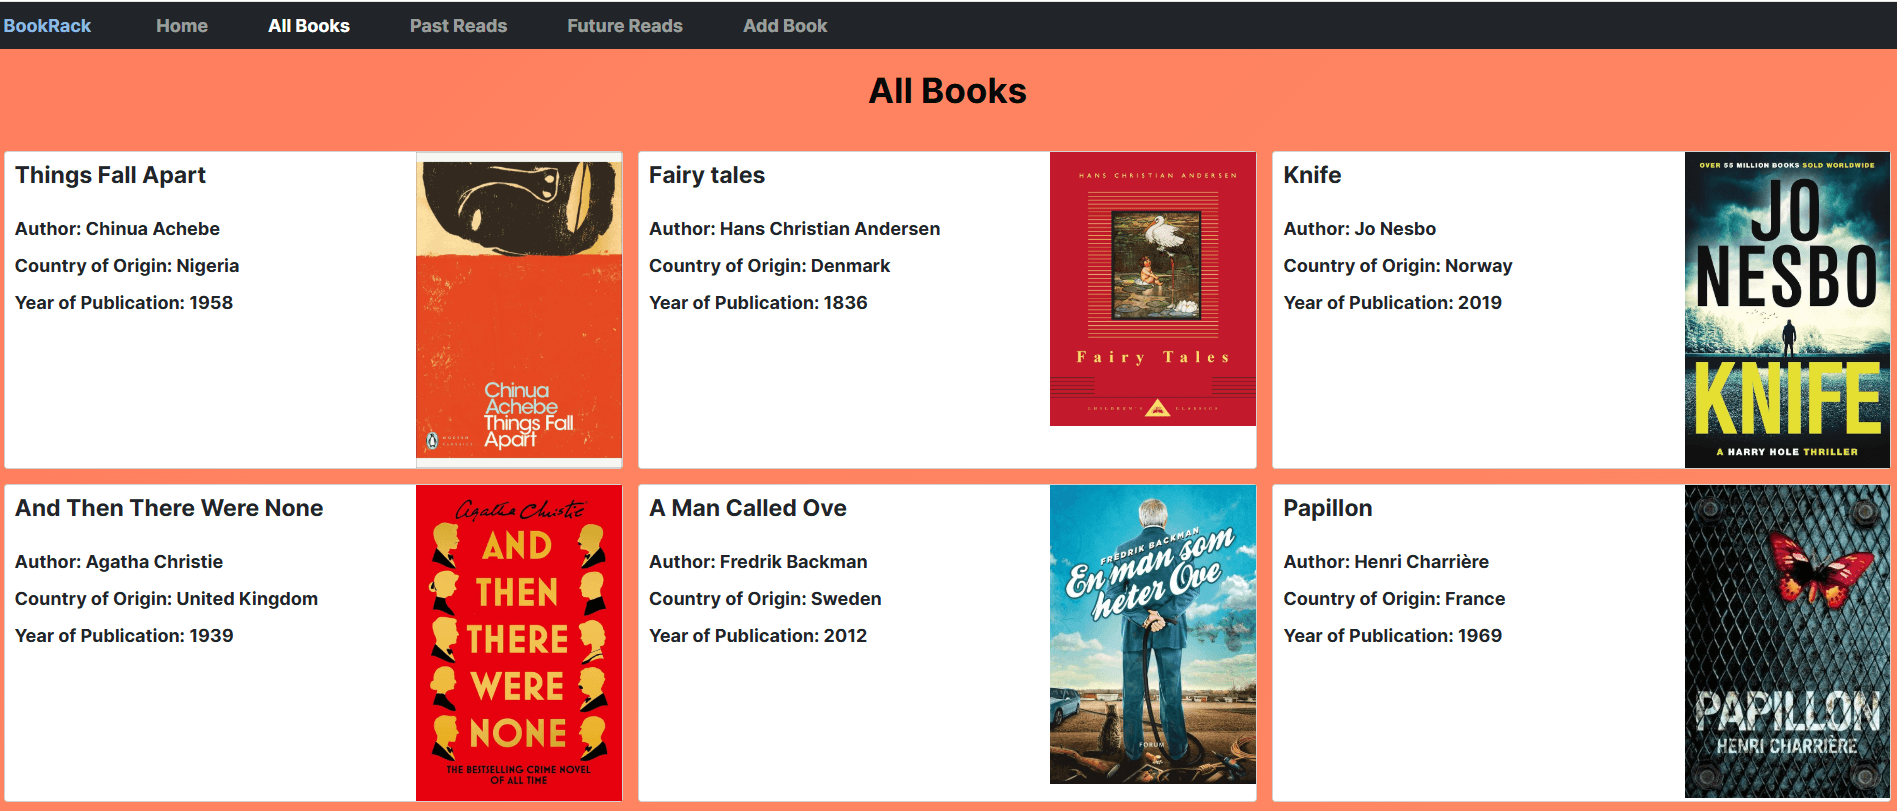 BookRack Home All Books Past Reads Future Reads Add Book
All Books
Things Fall Apart
Author: Chinua Achebe
Country of Origin: Nigeria
Year of Publication: 1958
Chinua
Achebe
Things Fall
Apart
MODERN
CLASSICS
Fairy tales
Author: Hans Christian Andersen
Country of Origin: Denmark
Year of Publication: 1836
HANS CHRISTIAN ANDERSEN
Fairy Tales
CHILDREN'S CLASSICS
Knife
Author: Jo Nesbo
Country of Origin: Norway
Year of Publication: 2019
OVER 55 MILLION BOOKS SOLD WORLDWIDE
JO
NESBO
KNIFE
A HARRY HOLE THRILLER
And Then There Were None
Author: Agatha Christie
Country of Origin: United Kingdom
Year of Publication: 1939
Agatha Christie
AND
THEN
THERE
WERE
NONE
THE BESTSELLING CRIME NOVEL
OF ALL TIME
A Man Called Ove
Author: Fredrik Backman
Country of Origin: Sweden
Year of Publication: 2012
FREDRIK BACKMAN
En man som
heter Ove
FORUM
Papillon
Author: Henri Charrière
Country of Origin: France
Year of Publication: 1969
PAPILLON
HENRI CHARRIÈRE